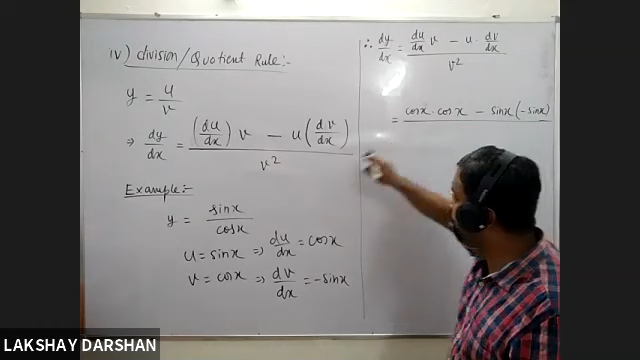 iv) division/Quotient Rule:-
y = u/v
⇒ dy/dx = ((du/dx) v - u (dv/dx)) / v²
Example:-
y = sinx/cosx
u = sinx ⇒ du/dx = cosx
v = cosx ⇒ dv/dx = -sinx
∴ dy/dx = (du/dx v - u · dv/dx) / v²
= cosx · cosx - sinx (-sinx)
LAKSHAY DARSHAN